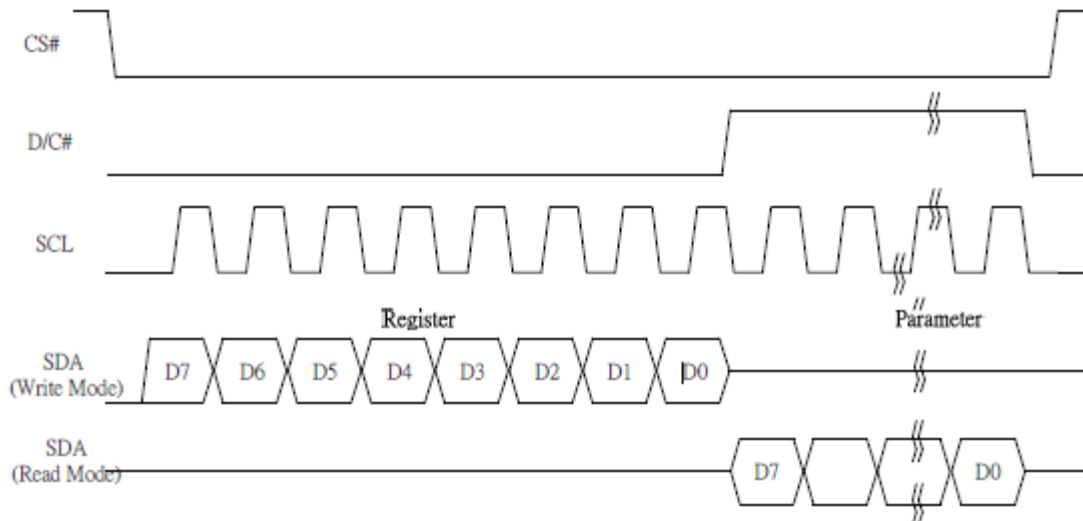 CS#
D/C#
SCL
Register
Parameter
SDA
(Write Mode)
D7 D6 D5 D4 D3 D2 D1 D0
SDA
(Read Mode)
D7 D0